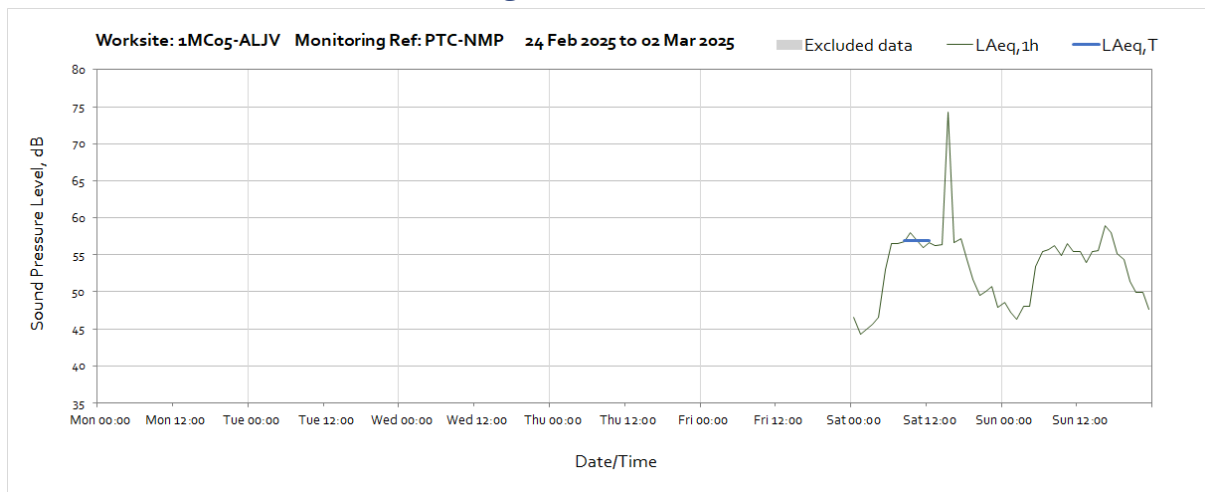 Worksite: 1MC05-ALJV Monitoring Ref: PTC-NMP 24 Feb 2025 to 02 Mar 2025
Excluded data LAeq,1h LAeq,T
80
75
70
65
60
55
50
45
40
35
Sound Pressure Level, dB
Mon 00:00 Mon 12:00 Tue 00:00 Tue 12:00 Wed 00:00 Wed 12:00 Thu 00:00 Thu 12:00 Fri 00:00 Fri 12:00 Sat 00:00 Sat 12:00 Sun 00:00 Sun 12:00
Date/Time